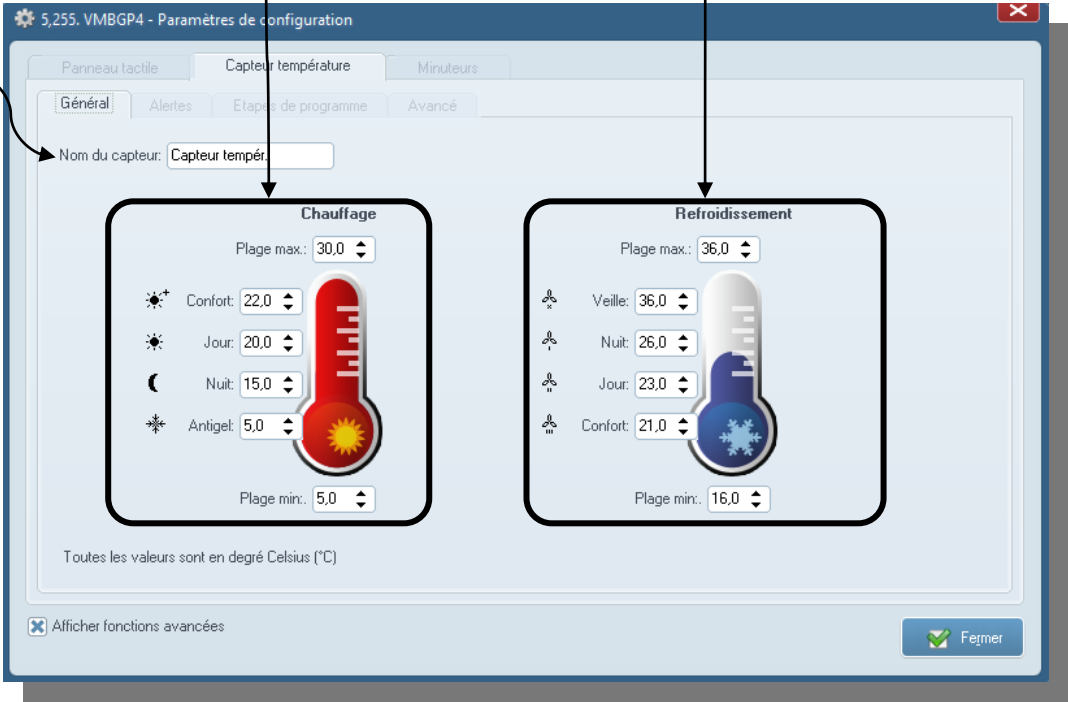 5,255. VMBGP4 - Paramètres de configuration
Panneau tactile Capteur température Minuteurs
Général Alertes Etapes de programme Avancé
Nom du capteur: Capteur tempér.
Chauffage
Plage max.: 30,0
Confort: 22,0
Jour: 20,0
Nuit: 15,0
Antigel: 5,0
Plage min:. 5,0
Refroidissement
Plage max.: 36,0
Veille: 36,0
Nuit: 26,0
Jour: 23,0
Confort: 21,0
Plage min:. 16,0
Toutes les valeurs sont en degré Celsius (°C)
Afficher fonctions avancées
Fermer